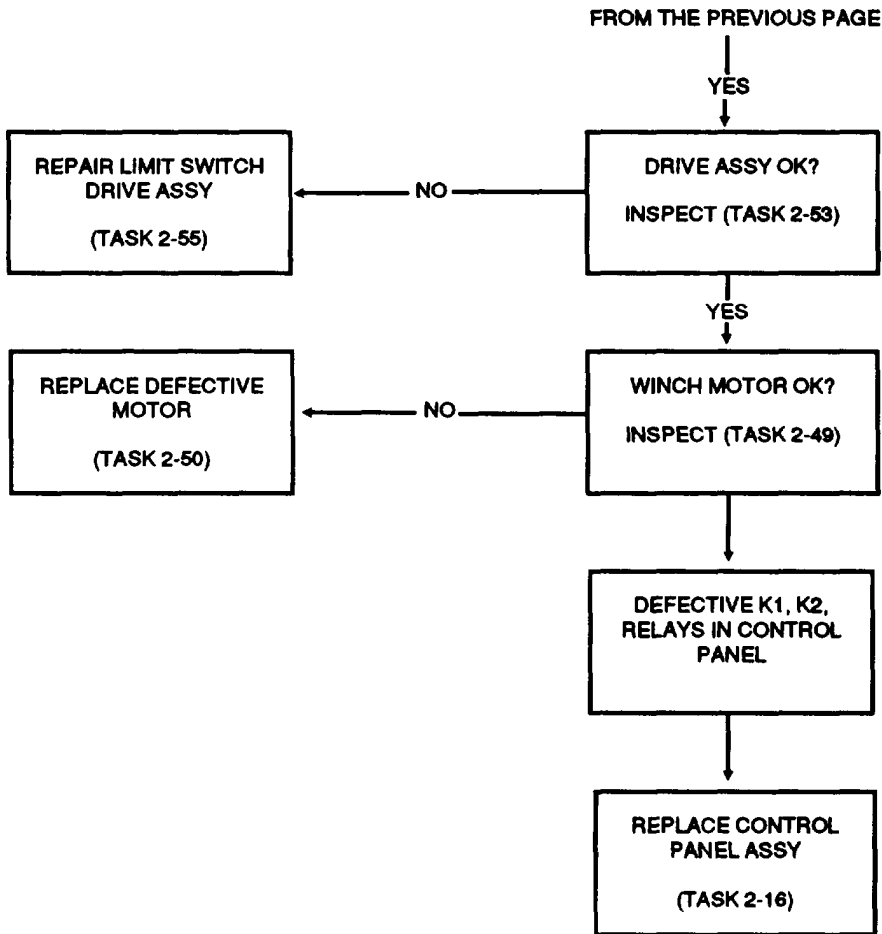 FROM THE PREVIOUS PAGE
YES
DRIVE ASSY OK?
INSPECT (TASK 2-53)
NO
REPAIR LIMIT SWITCH
DRIVE ASSY
(TASK 2-55)
YES
WINCH MOTOR OK?
INSPECT (TASK 2-49)
NO
REPLACE DEFECTIVE
MOTOR
(TASK 2-50)
DEFECTIVE K1, K2,
RELAYS IN CONTROL
PANEL
REPLACE CONTROL
PANEL ASSY
(TASK 2-16)